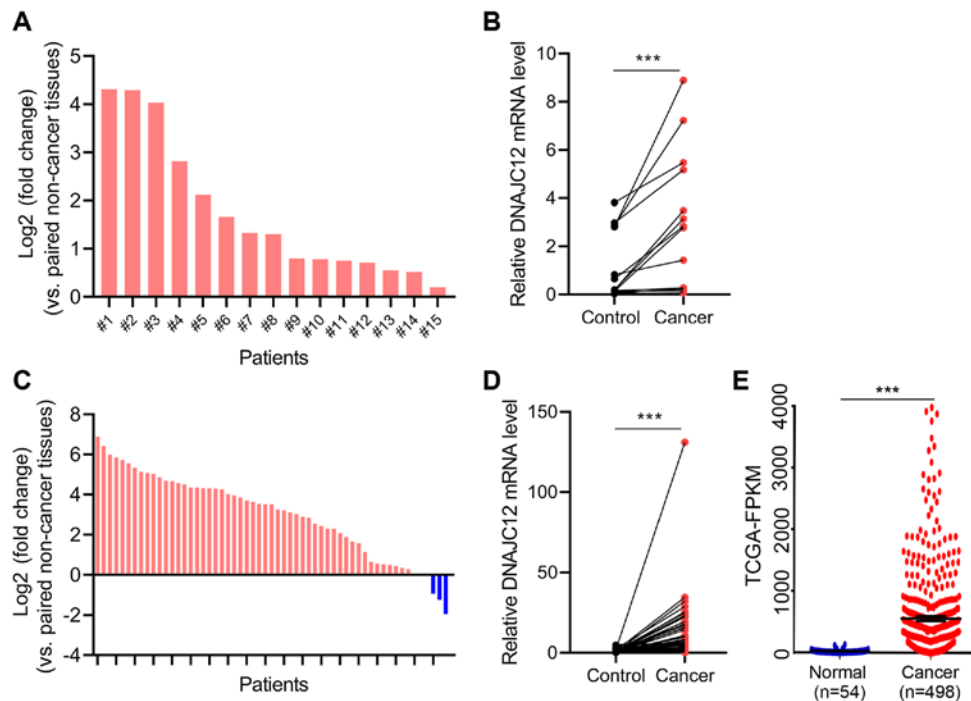 A
Log2 (fold change)
(vs. paired non-cancer tissues)
5
4
3
2
1
0
#1
#2
#3
#4
#5
#6
#7
#8
#9
#10
#11
#12
#13
#14
#15
Patients
B
Relative DNAJC12 mRNA level
10
8
6
4
2
0
***
Control
Cancer
C
Log2 (fold change)
(vs. paired non-cancer tissues)
8
6
4
2
0
-2
-4
Patients
D
Relative DNAJC12 mRNA level
150
100
50
0
***
Control
Cancer
E
TCGA-FPKM
4000
3000
2000
1000
0
***
Normal
(n=54)
Cancer
(n=498)